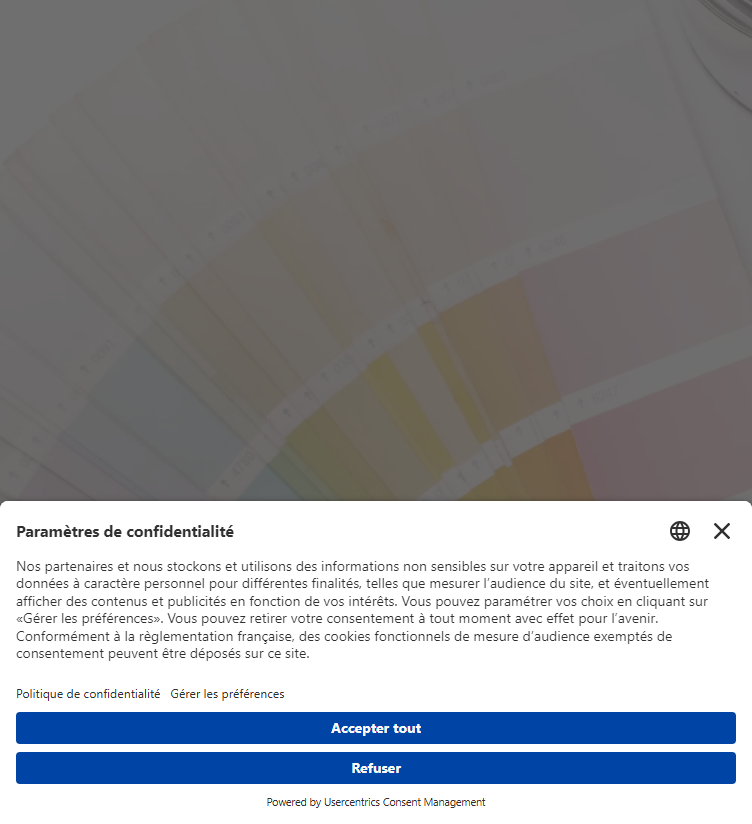 Paramètres de confidentialité
Nos partenaires et nous stockons et utilisons des informations non sensibles sur votre appareil et traitons vos
données à caractère personnel pour différentes finalités, telles que mesurer l’audience du site, et éventuellement
afficher des contenus et publicités en fonction de vos intérêts. Vous pouvez paramétrer vos choix en cliquant sur
«Gérer les préférences». Vous pouvez retirer votre consentement à tout moment avec effet pour l’avenir.
Conformément à la règlementation française, des cookies fonctionnels de mesure d’audience exemptés de
consentement peuvent être déposés sur ce site.
Politique de confidentialité Gérer les préférences
Accepter tout
Refuser
Powered by Usercentrics Consent Management